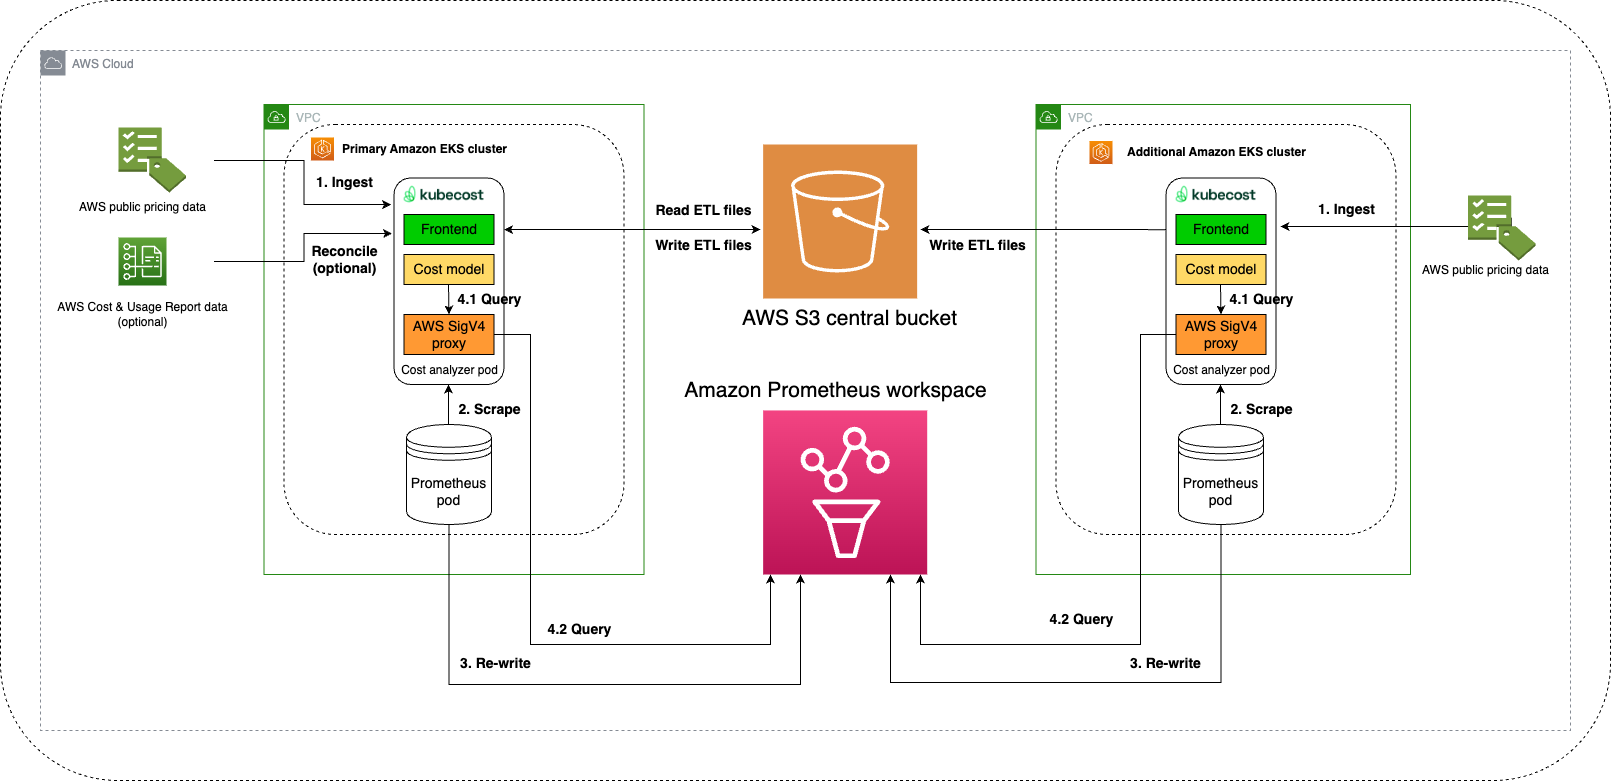 AWS Cloud
VPC
Primary Amazon EKS cluster
AWS public pricing data
1. Ingest
AWS Cost & Usage Report data
(optional)
Reconcile
(optional)
kubecost
Frontend
Cost model
4.1 Query
AWS SigV4
proxy
Cost analyzer pod
2. Scrape
Prometheus
pod
4.2 Query
3. Re-write
Read ETL files
Write ETL files
AWS S3 central bucket
Amazon Prometheus workspace
Write ETL files
VPC
Additional Amazon EKS cluster
kubecost
Frontend
Cost model
4.1 Query
AWS SigV4
proxy
Cost analyzer pod
2. Scrape
Prometheus
pod
4.2 Query
3. Re-write
1. Ingest
AWS public pricing data